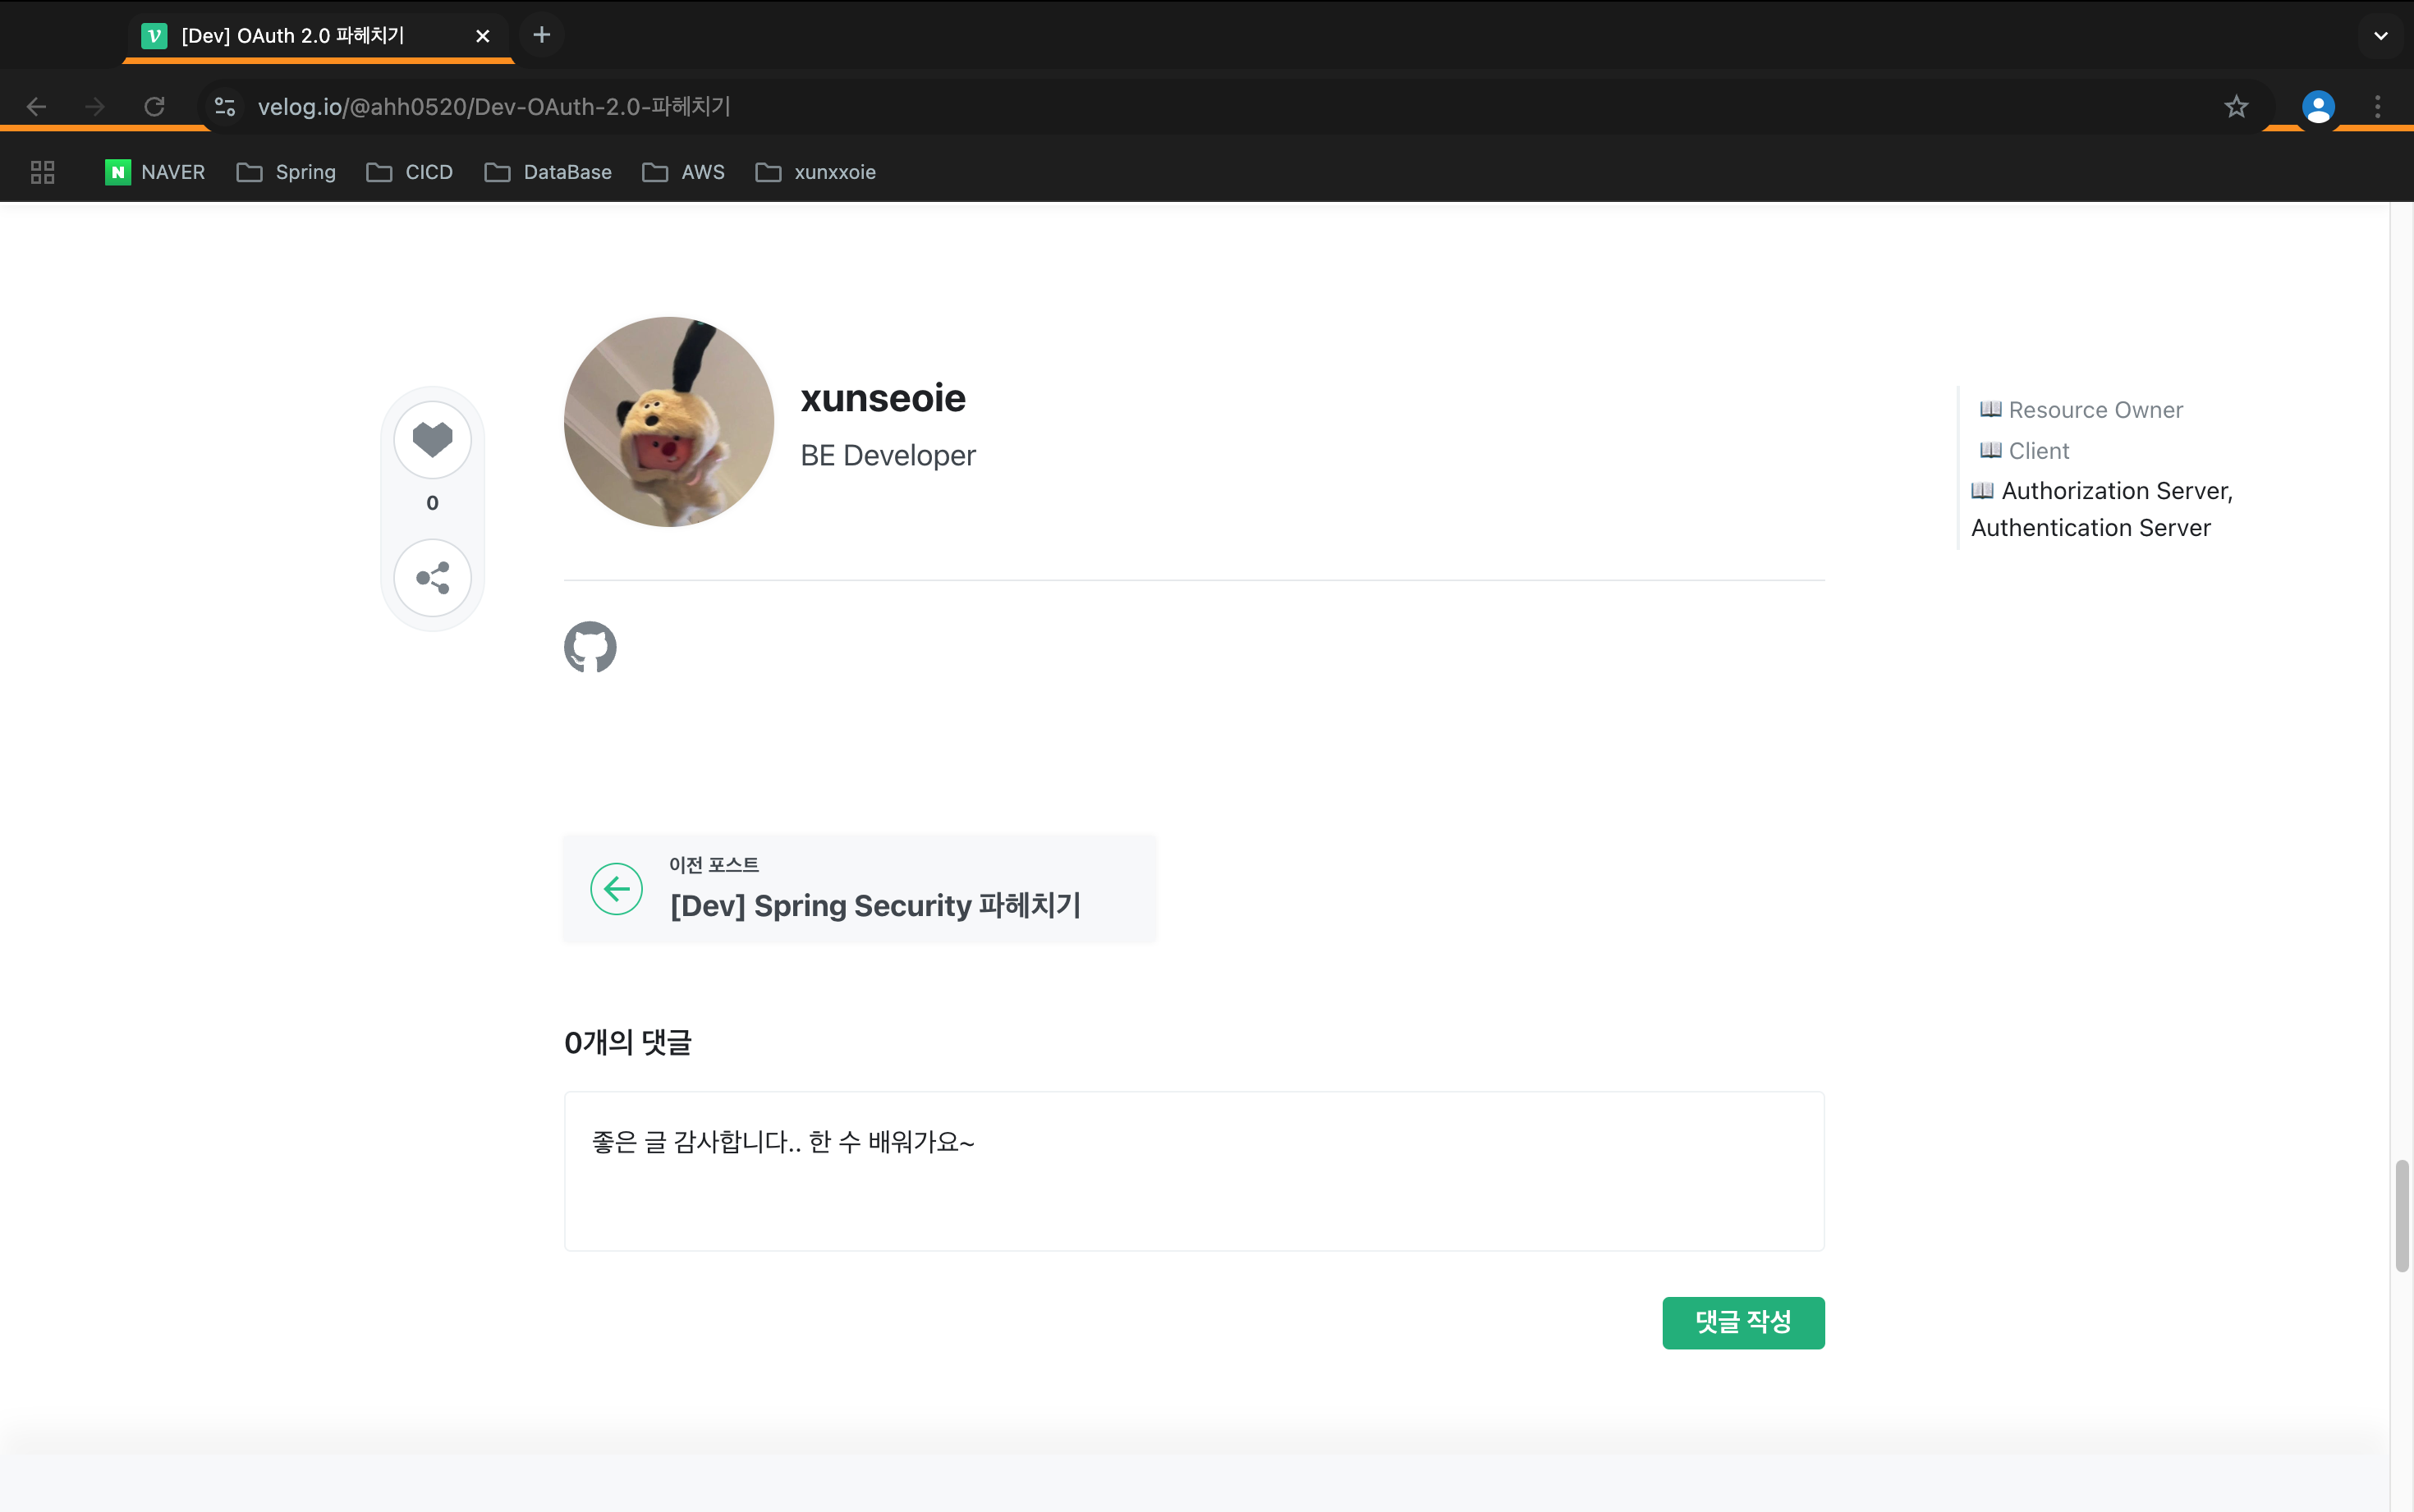 [Dev] OAuth 2.0 파헤치기
velog.io/@ahh0520/Dev-OAuth-2.0-파헤치기
NAVER Spring CICD DataBase AWS xunxxoie
xunseoie
BE Developer
0
📖 Resource Owner
📖 Client
📖 Authorization Server,
Authentication Server
이전 포스트
[Dev] Spring Security 파헤치기
0개의 댓글
좋은 글 감사합니다.. 한 수 배워가요~
댓글 작성